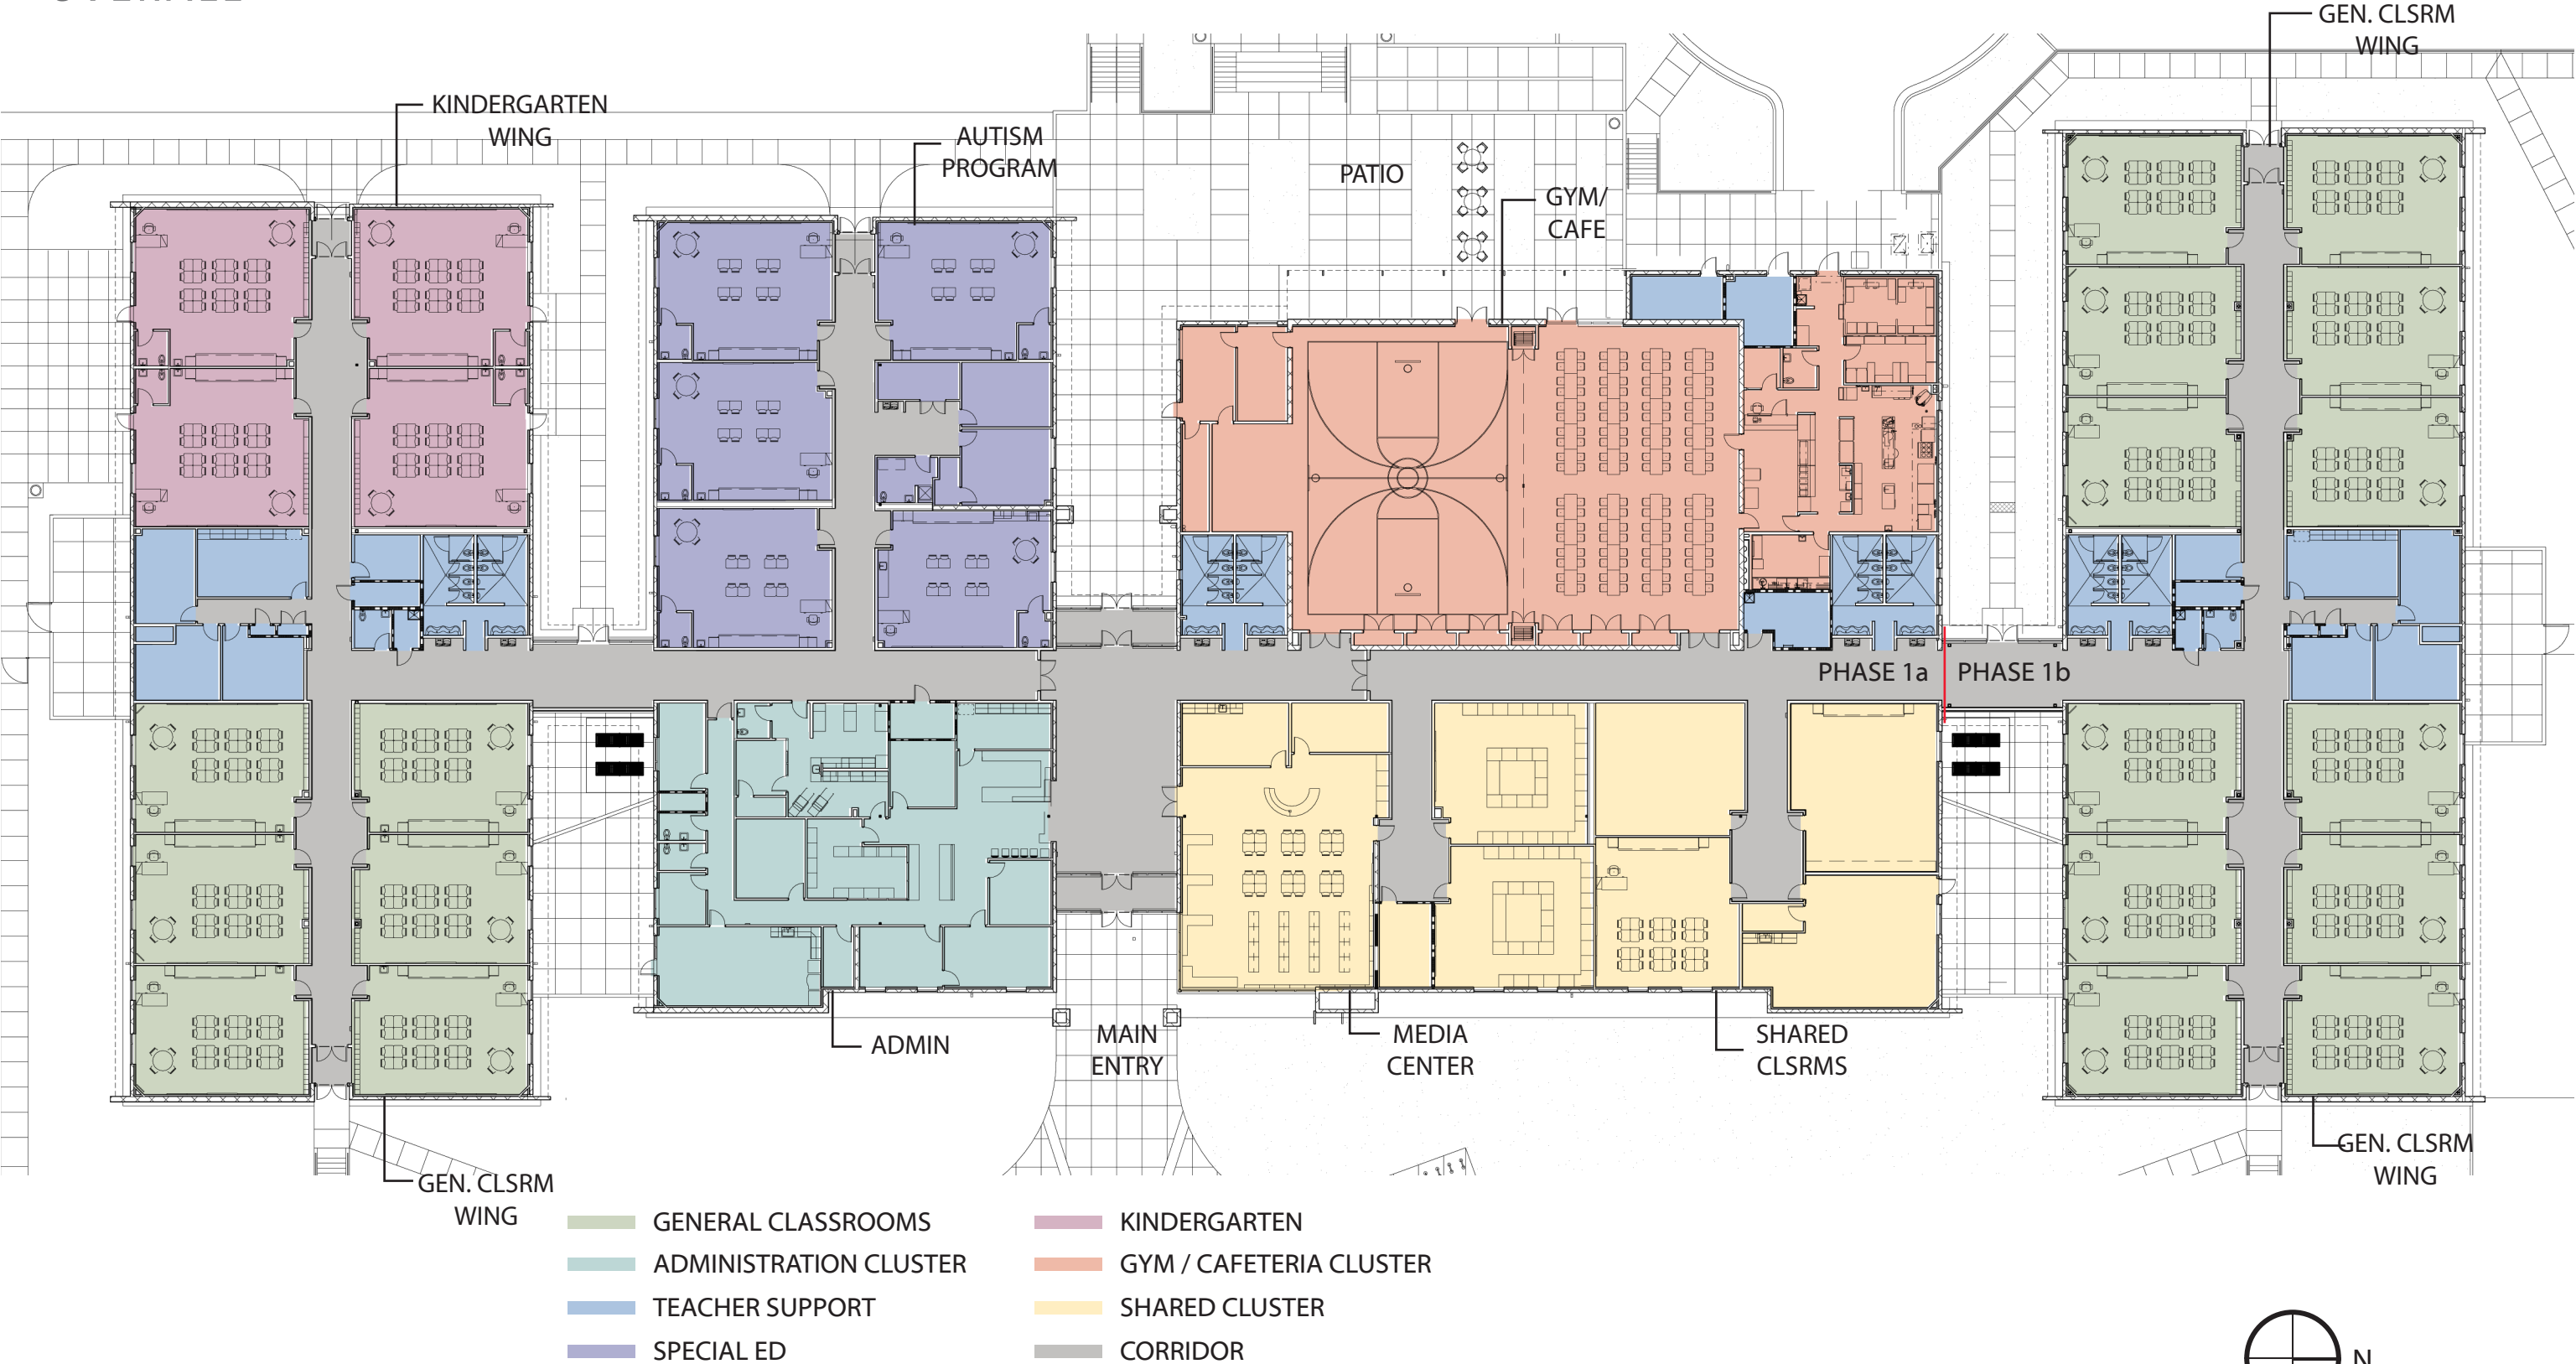 GEN. CLSRM
WING
KINDERGARTEN
WING
AUTISM
PROGRAM
PATIO
GYM/
CAFE
PHASE 1a
PHASE 1b
ADMIN
MAIN
ENTRY
MEDIA
CENTER
SHARED
CLSRMS
GEN. CLSRM
WING
GEN. CLSRM
WING
GENERAL CLASSROOMS
ADMINISTRATION CLUSTER
TEACHER SUPPORT
SPECIAL ED
KINDERGARTEN
GYM / CAFETERIA CLUSTER
SHARED CLUSTER
CORRIDOR
N